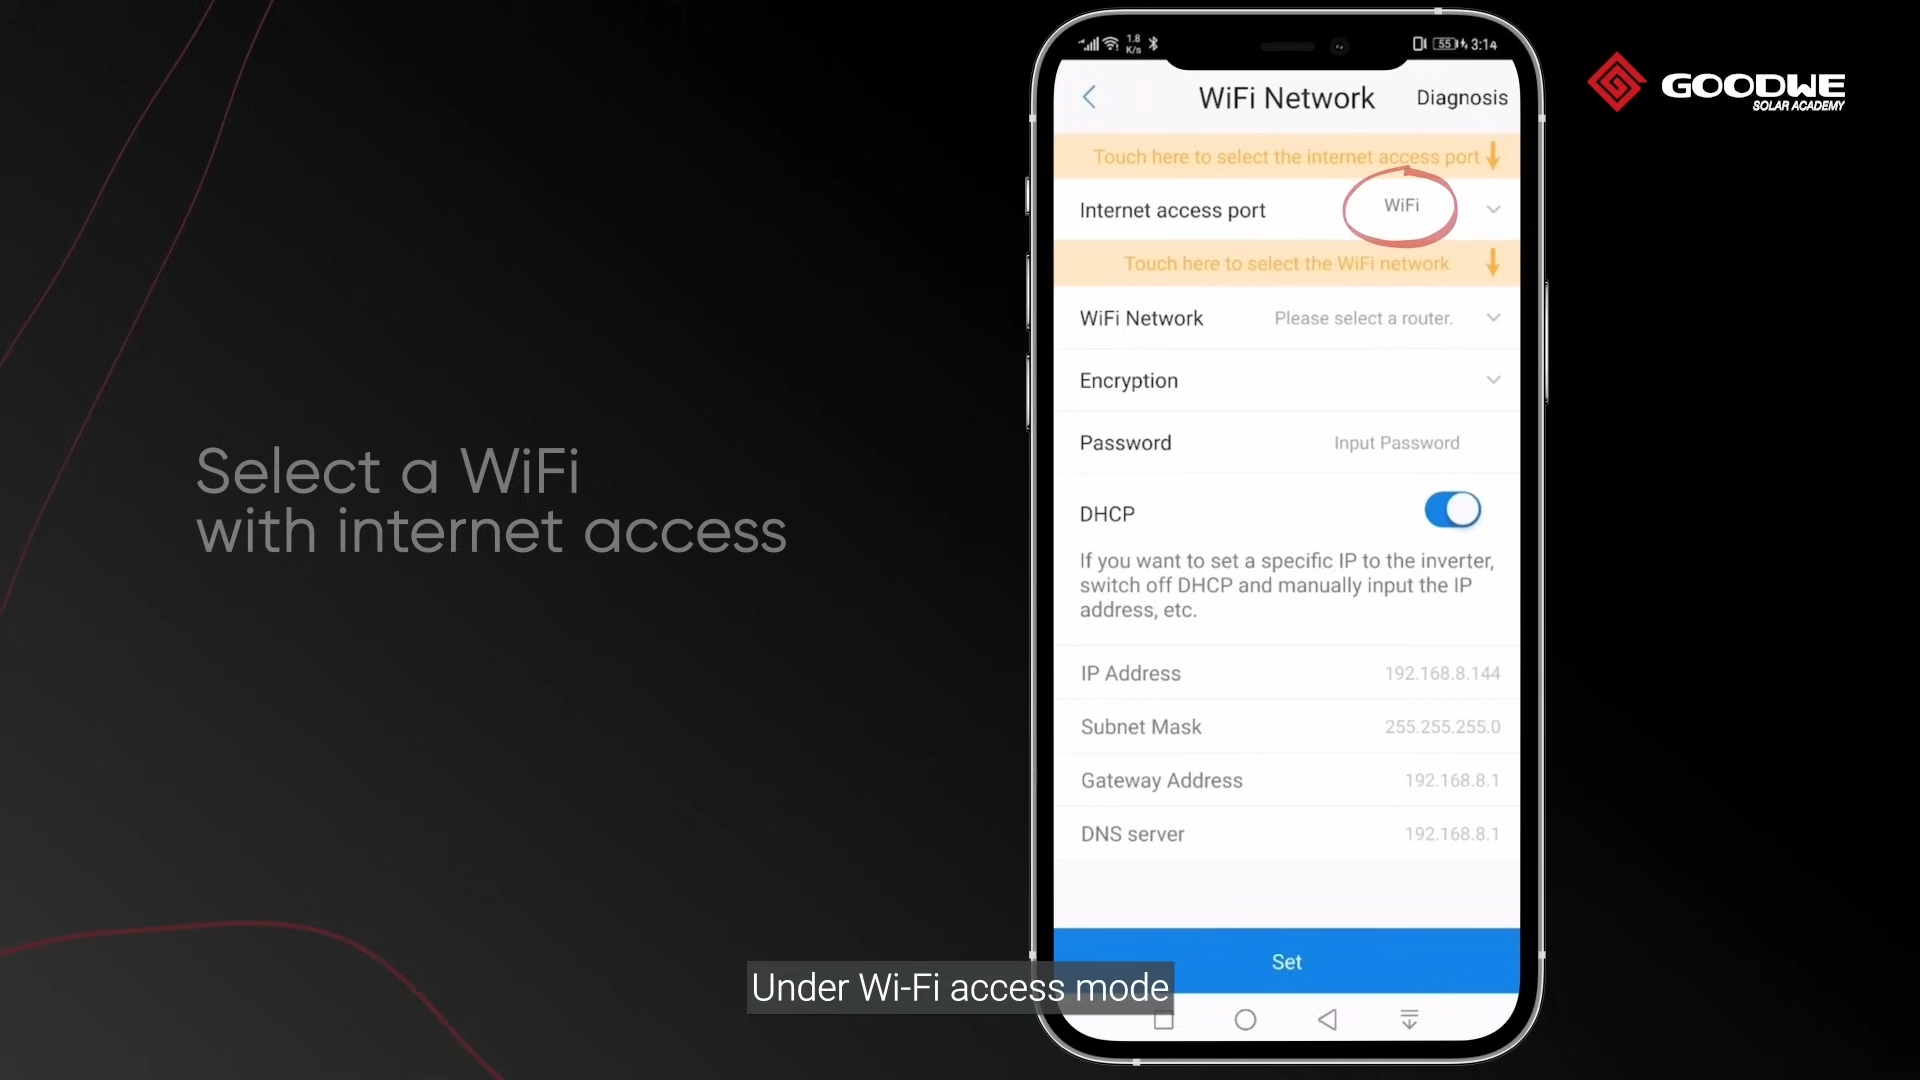 1.8
K/s
55
3:14
WiFi Network
Diagnosis
GOODWE
SOLAR ACADEMY
Touch here to select the internet access port
Internet access port
WiFi
Touch here to select the WiFi network
WiFi Network
Please select a router.
Encryption
Password
Input Password
Select a WiFi
with internet access
DHCP
If you want to set a specific IP to the inverter,
switch off DHCP and manually input the IP
address, etc.
IP Address
192.168.8.144
Subnet Mask
255.255.255.0
Gateway Address
192.168.8.1
DNS server
192.168.8.1
Set
Under Wi-Fi access mode